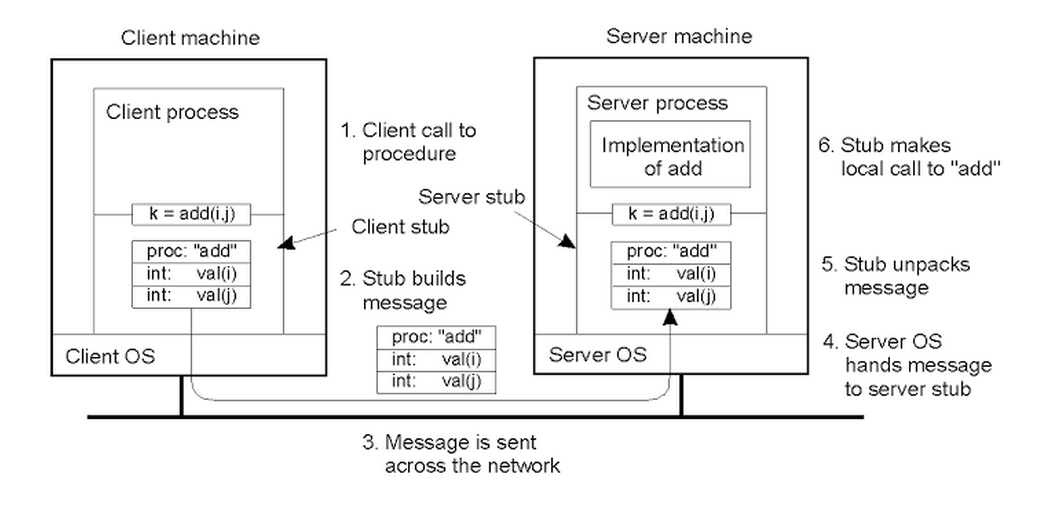 Client machine
Server machine
Client process
1. Client call to
procedure
k = add(i,j)
Client stub
proc: "add"
int: val(i)
int: val(j)
2. Stub builds
message
proc: "add"
int: val(i)
int: val(j)
Client OS
3. Message is sent
across the network
Server process
Implementation
of add
Server stub
k = add(i,j)
proc: "add"
int: val(i)
int: val(j)
Server OS
6. Stub makes
local call to "add"
5. Stub unpacks
message
4. Server OS
hands message
to server stub